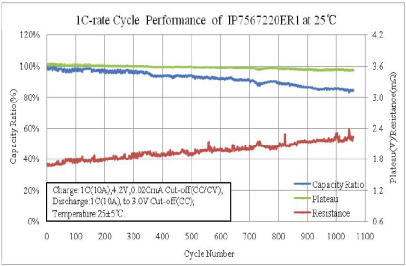 1C-rate Cycle Performance of IP7567220ER1 at 25℃
120%
100%
80%
60%
40%
20%
0%
Capacity Ratio(%)
4.2
3.6
3.0
2.4
1.8
1.2
0.6
Plateau(V)/Resistance(mΩ)
Charge:1C(10A),4.2V,0.02CmA Cut-off(CC/CV),
Discharge:1C(10A), to 3.0V Cut-off(CC);
Temperature:25±5℃.
Capacity Ratio
Plateau
Resistance
0 100 200 300 400 500 600 700 800 900 1000 1100
Cycle Number